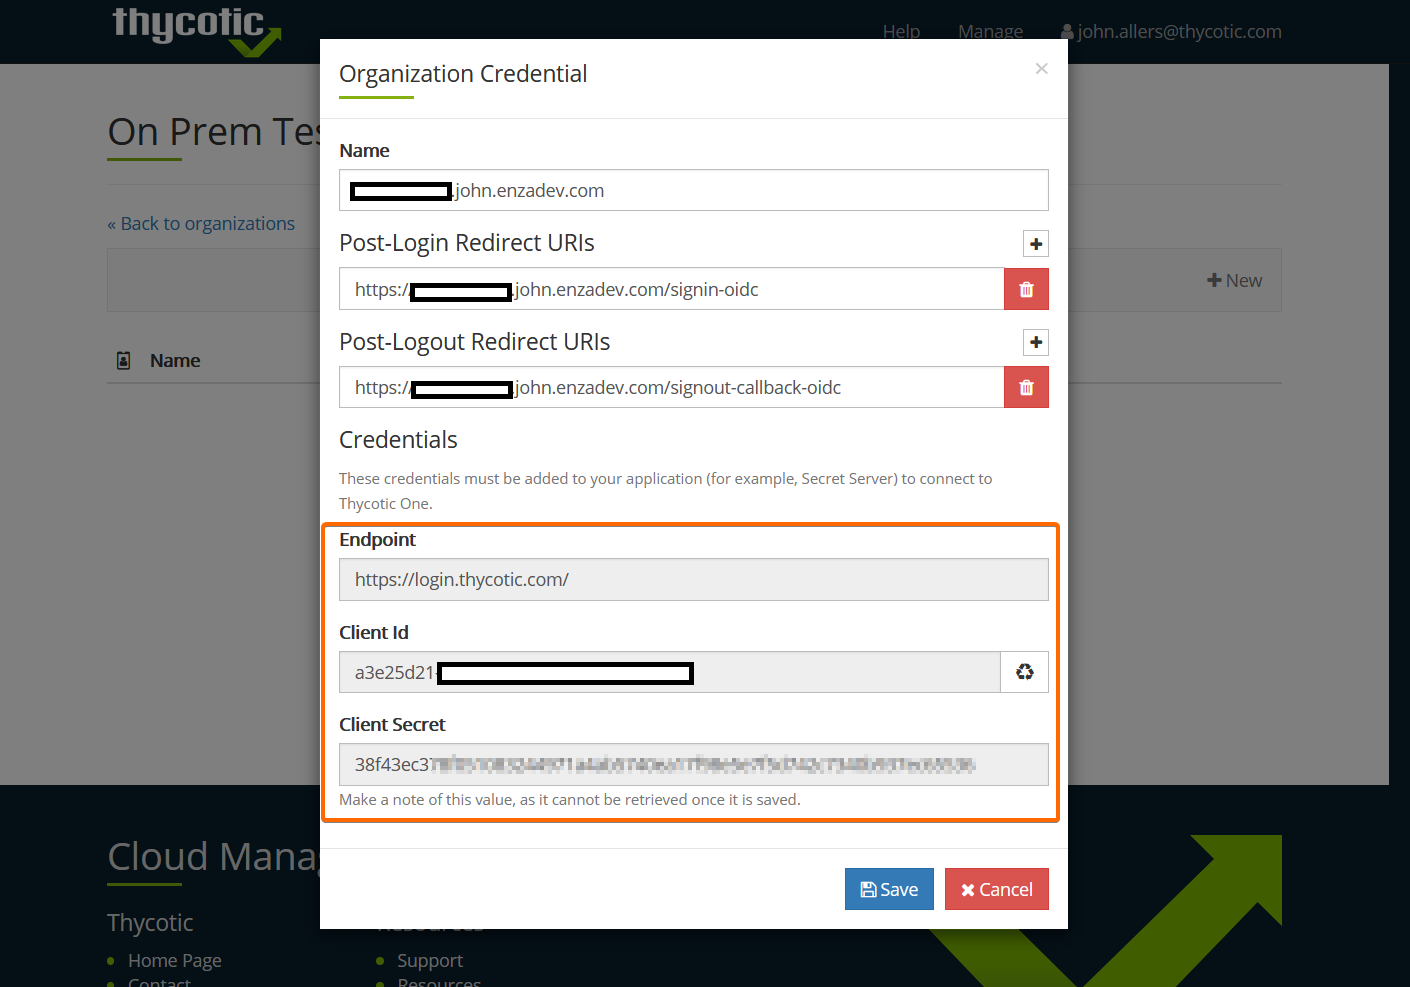 thycotic
Help Manage john.allers@thycotic.com
Organization Credential
On Prem Tes
Name
.john.enzadev.com
« Back to organizations
Post-Login Redirect URIs
https:/ .john.enzadev.com/signin-oidc
New
Post-Logout Redirect URIs
Name
https:/ john.enzadev.com/signout-callback-oidc
Credentials
These credentials must be added to your application (for example, Secret Server) to connect to
Thycotic One.
Endpoint
https://login.thycotic.com/
Client Id
a3e25d21-
Client Secret
38f43ec3
Make a note of this value, as it cannot be retrieved once it is saved.
Cloud Mana
Save Cancel
Thycotic
Resources
Home Page
Support
Contact
Resources